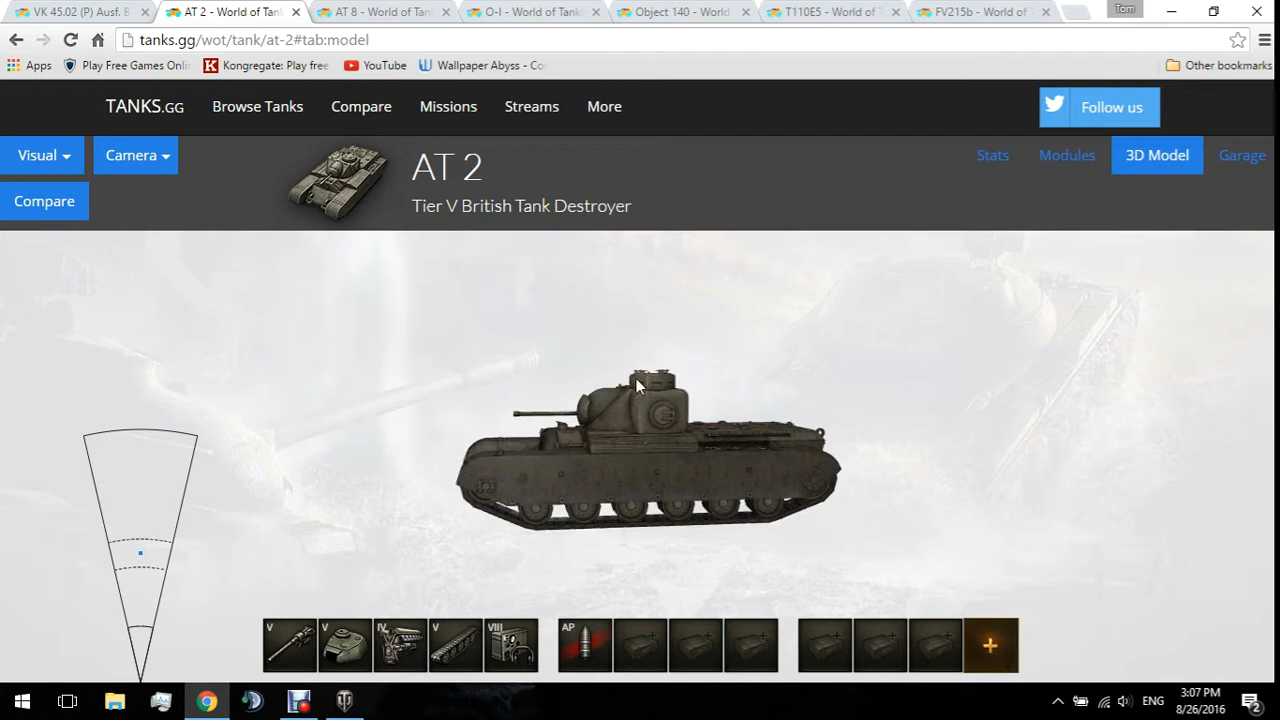 VK 45.02 (P) Ausf. B
AT 2 - World of Tank
AT 8 - World of Tan
O-I - World of Tanks
Object 140 - World
T110E5 - World of T
FV215b - World of
Tom
tanks.gg/wot/tank/at-2#tab:model
Apps
Play Free Games Onli
Kongregate: Play free
YouTube
Wallpaper Abyss - Co
Other bookmarks
TANKS.GG
Browse Tanks
Compare
Missions
Streams
More
Follow us
Visual
Camera
AT 2
Stats
Modules
3D Model
Garage
Compare
Tier V British Tank Destroyer
V
V
IV
V
VIII
AP
ENG
3:07 PM
8/26/2016
2